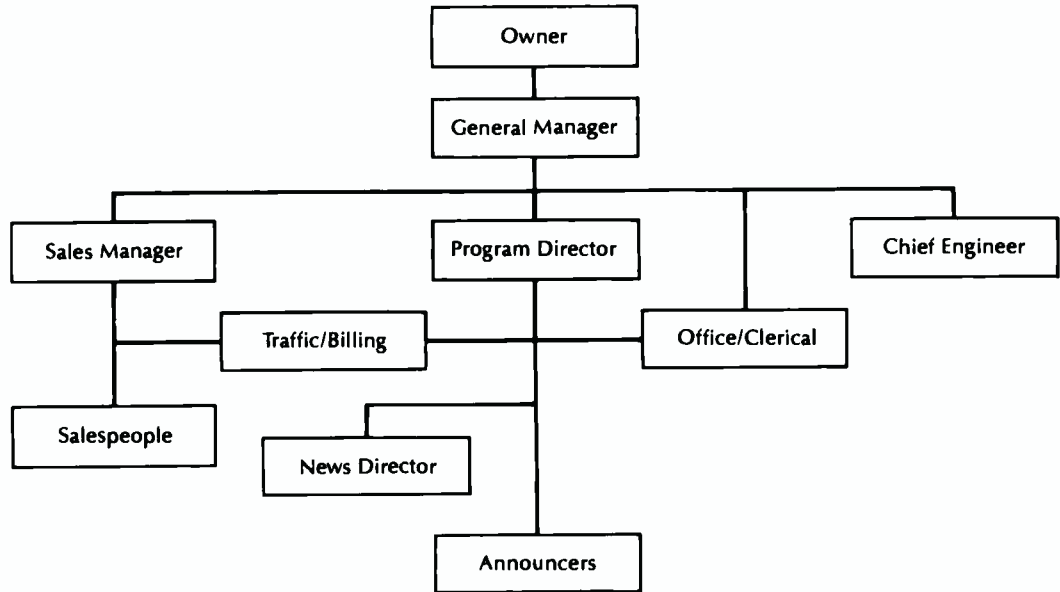 Owner
General Manager
Sales Manager
Program Director
Chief Engineer
Traffic/Billing
Office/Clerical
Salespeople
News Director
Announcers